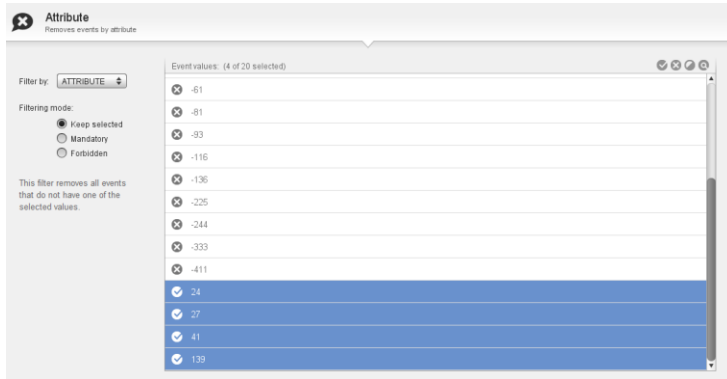 Attribute
Removes events by attribute
Filter by: ATTRIBUTE
Filtering mode:
Keep selected
Mandatory
Forbidden
This filter removes all events
that do not have one of the
selected values.
Event values: (4 of 20 selected)
-61
-81
-93
-116
-136
-225
-244
-333
-411
24
27
41
139